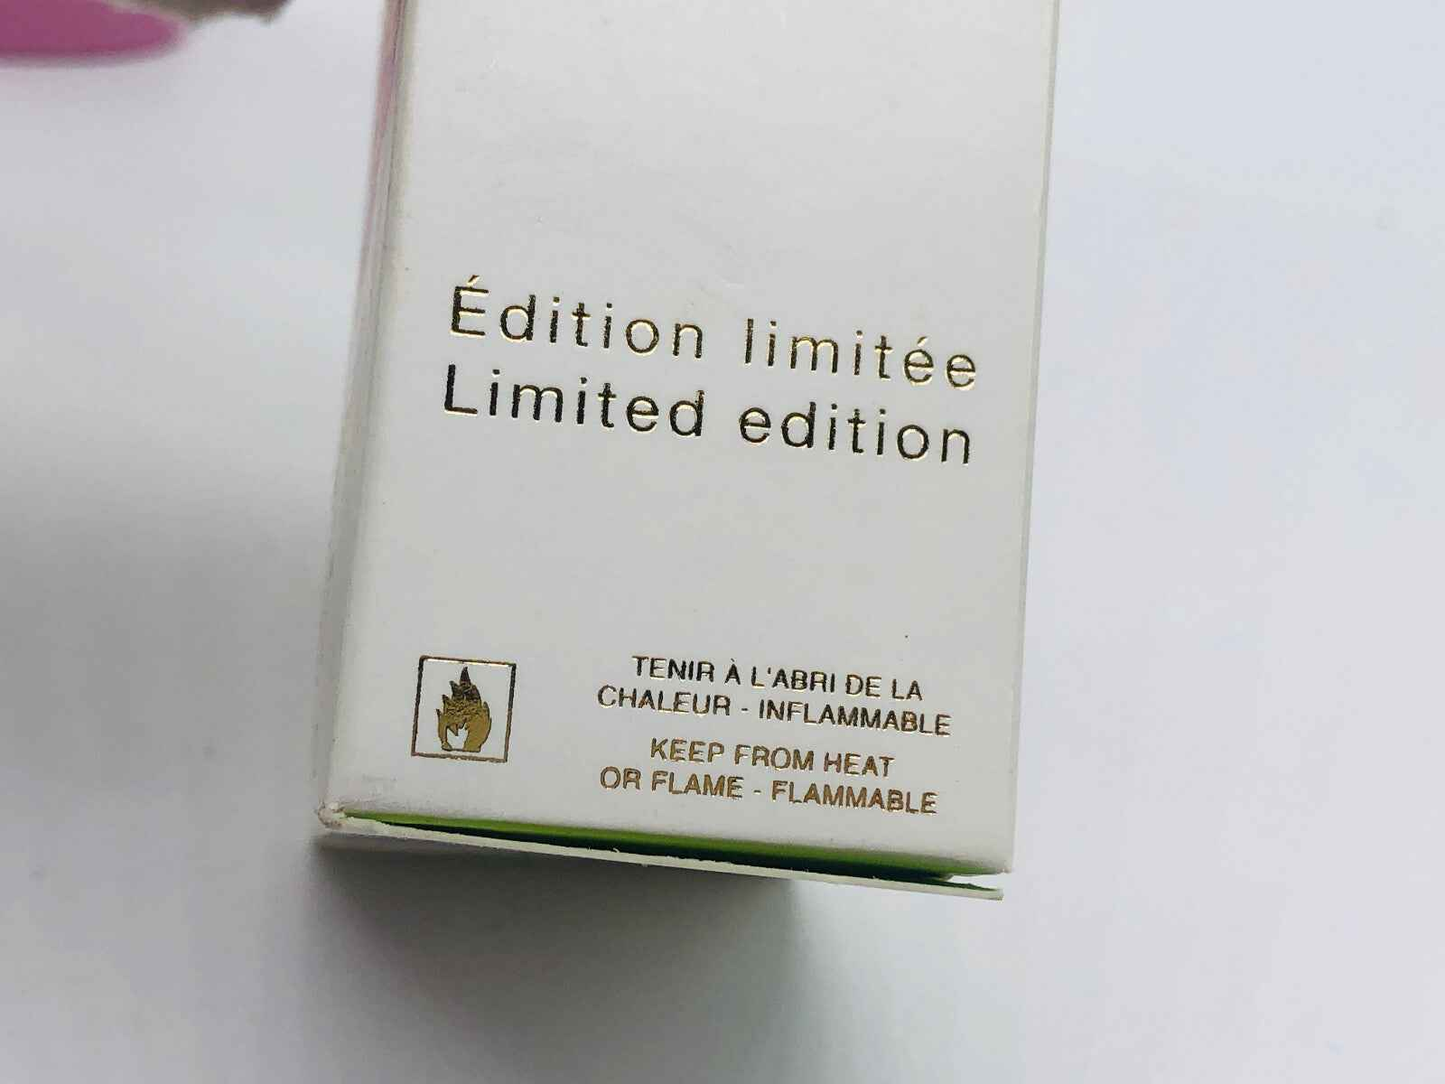 Édition limitée
Limited edition
TENIR À L'ABRI DE LA
CHALEUR - INFLAMMABLE
KEEP FROM HEAT
OR FLAME - FLAMMABLE